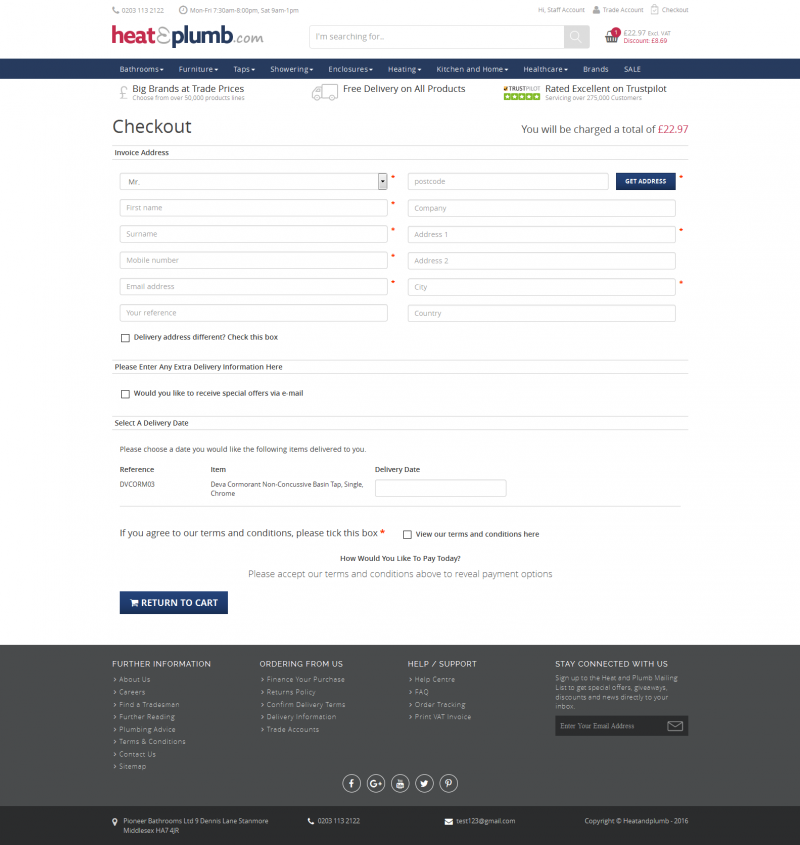 0203 113 2122
Mon-Fri 7:30am-8:00pm, Sat 9am-1pm
Hi, Staff Account
Trade Account
Checkout
heat&plumb.com
I'm searching for..
1
£22.97 Excl. VAT
Discount: £8.69
Bathrooms
Furniture
Taps
Showering
Enclosures
Heating
Kitchen and Home
Healthcare
Brands
SALE
£
Big Brands at Trade Prices
Choose from over 50,000 products lines
Free Delivery on All Products
TRUSTPILOT
Rated Excellent on Trustpilot
Servicing over 275,000 Customers
Checkout
You will be charged a total of £22.97
Invoice Address
Mr. *
postcode
GET ADDRESS *
First name *
Company
Surname *
Address 1 *
Mobile number *
Address 2
Email address *
City *
Your reference
Country
Delivery address different? Check this box
Please Enter Any Extra Delivery Information Here
Would you like to receive special offers via e-mail
Select A Delivery Date
Please choose a date you would like the following items delivered to you.
Reference
Item
Delivery Date
DVCORM03
Deva Cormorant Non-Concussive Basin Tap, Single,
Chrome
If you agree to our terms and conditions, please tick this box *
View our terms and conditions here
How Would You Like To Pay Today?
Please accept our terms and conditions above to reveal payment options
RETURN TO CART
FURTHER INFORMATION
About Us
Careers
Find a Tradesmen
Further Reading
Plumbing Advice
Terms & Conditions
Contact Us
Sitemap
ORDERING FROM US
Finance Your Purchase
Returns Policy
Confirm Delivery Terms
Delivery Information
Trade Accounts
HELP / SUPPORT
Help Centre
FAQ
Order Tracking
Print VAT Invoice
STAY CONNECTED WITH US
Sign up to the Heat and Plumb Mailing
List to get special offers, giveaways,
discounts and news directly to your
inbox.
Enter Your Email Address
Pioneer Bathrooms Ltd 9 Dennis Lane Stanmore
Middlesex HA7 4JR
0203 113 2122
test123@gmail.com
Copyright © Heatandplumb - 2016